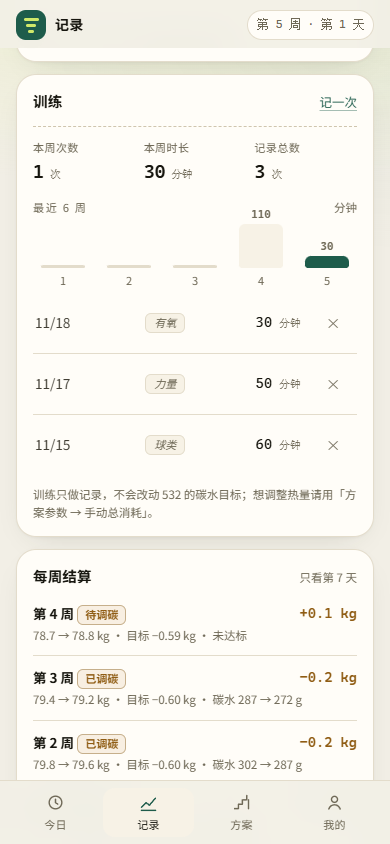 记录
第 5 周 · 第 1 天
训练
记一次
本周次数
本周时长
记录总数
1 次
30 分钟
3 次
最近 6 周
分钟
110
30
1
2
3
4
5
11/18
有氧
30 分钟
×
11/17
力量
50 分钟
×
11/15
球类
60 分钟
×
训练只做记录，不会改动 532 的碳水目标；想调整热量请用「方
案参数 → 手动总消耗」。
每周结算
只看第 7 天
第 4 周 待调碳
+0.1 kg
78.7 → 78.8 kg · 目标 −0.59 kg · 未达标
第 3 周 已调碳
−0.2 kg
79.4 → 79.2 kg · 目标 −0.60 kg · 碳水 287 → 272 g
第 2 周 已调碳
−0.2 kg
79.8 → 79.6 kg · 目标 −0.60 kg · 碳水 302 → 287 g
今日
记录
方案
我的